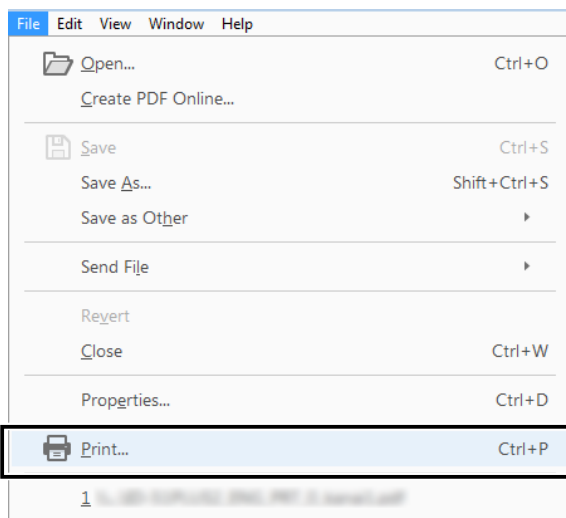 File Edit View Window Help
Open... Ctrl+O
Create PDF Online...
Save Ctrl+S
Save As... Shift+Ctrl+S
Save as Other
Send File
Revert
Close Ctrl+W
Properties... Ctrl+D
Print... Ctrl+P
1